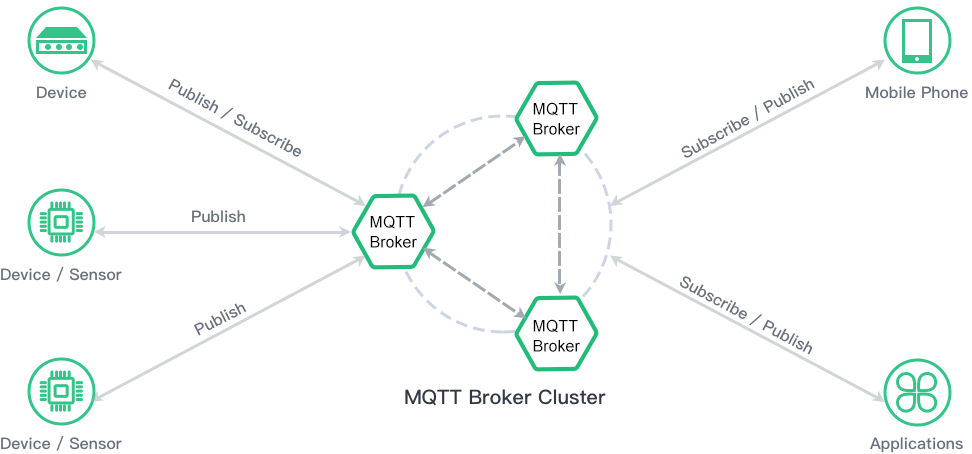 Device
Publish / Subscribe
MQTT
Broker
Subscribe / Publish
Mobile Phone
Publish
MQTT
Broker
Device / Sensor
Publish
MQTT
Broker
Subscribe / Publish
MQTT Broker Cluster
Device / Sensor
Applications